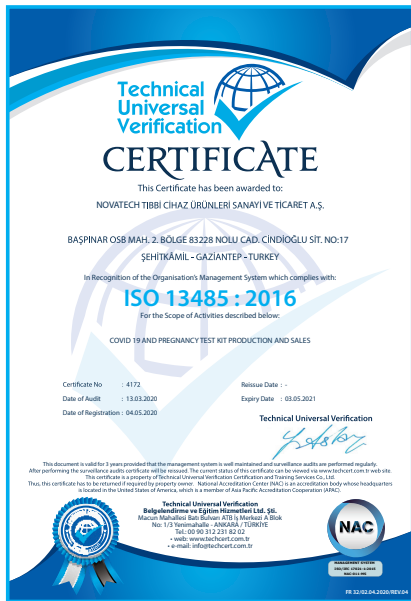 Technical
Universal
Verification
CERTIFICATE
This Certificate has been awarded to:
NOVATECH TIBBİ CİHAZ ÜRÜNLERİ SANAYİ VE TİCARET A.Ş.
BAŞPINAR OSB MAH. 2. BÖLGE 83228 NOLU CAD. CİNDİOĞLU SİT. NO:17
ŞEHİTKÂMİL - GAZİANTEP - TURKEY
In Recognition of the Organisation's Management System which complies with:
ISO 13485 : 2016
For the Scope of Activities described below:
COVID 19 AND PREGNANCY TEST KIT PRODUCTION AND SALES
Certificate No : 4172 Reissue Date : -
Date of Audit : 13.03.2020 Expiry Date : 03.05.2021
Date of Registration : 04.05.2020
Technical Universal Verification
This document is valid for 3 years provided that the management system is well maintained and surveillance audits are performed regularly.
After performing the surveillance audits certificate will be reissued. The current status of this certificate can be viewed via www.techcert.com.tr web site.
This certificate is a property of Technical Universal Verification Certification and Training Services Co., Ltd.
Thus, this certificate has to be returned if required by property owner. National Accreditation Center (NAC) is an accreditation body whose headquarters
is located in the United States of America, which is a member of Asia Pacific Accreditation Cooperation (APAC).
Technical Universal Verification
Belgelendirme ve Eğitim Hizmetleri Ltd. Şti.
Macun Mahallesi Batı Bulvarı ATB İş Merkezi A Blok
No: 1/3 Yenimahalle - ANKARA / TÜRKİYE
Tel.: 00 90 312 231 82 02
• web: www.techcert.com.tr
• e-mail: info@techcert.com.tr
NAC
MANAGEMENT SYSTEM
FR 32/02.04.2020/REV.04